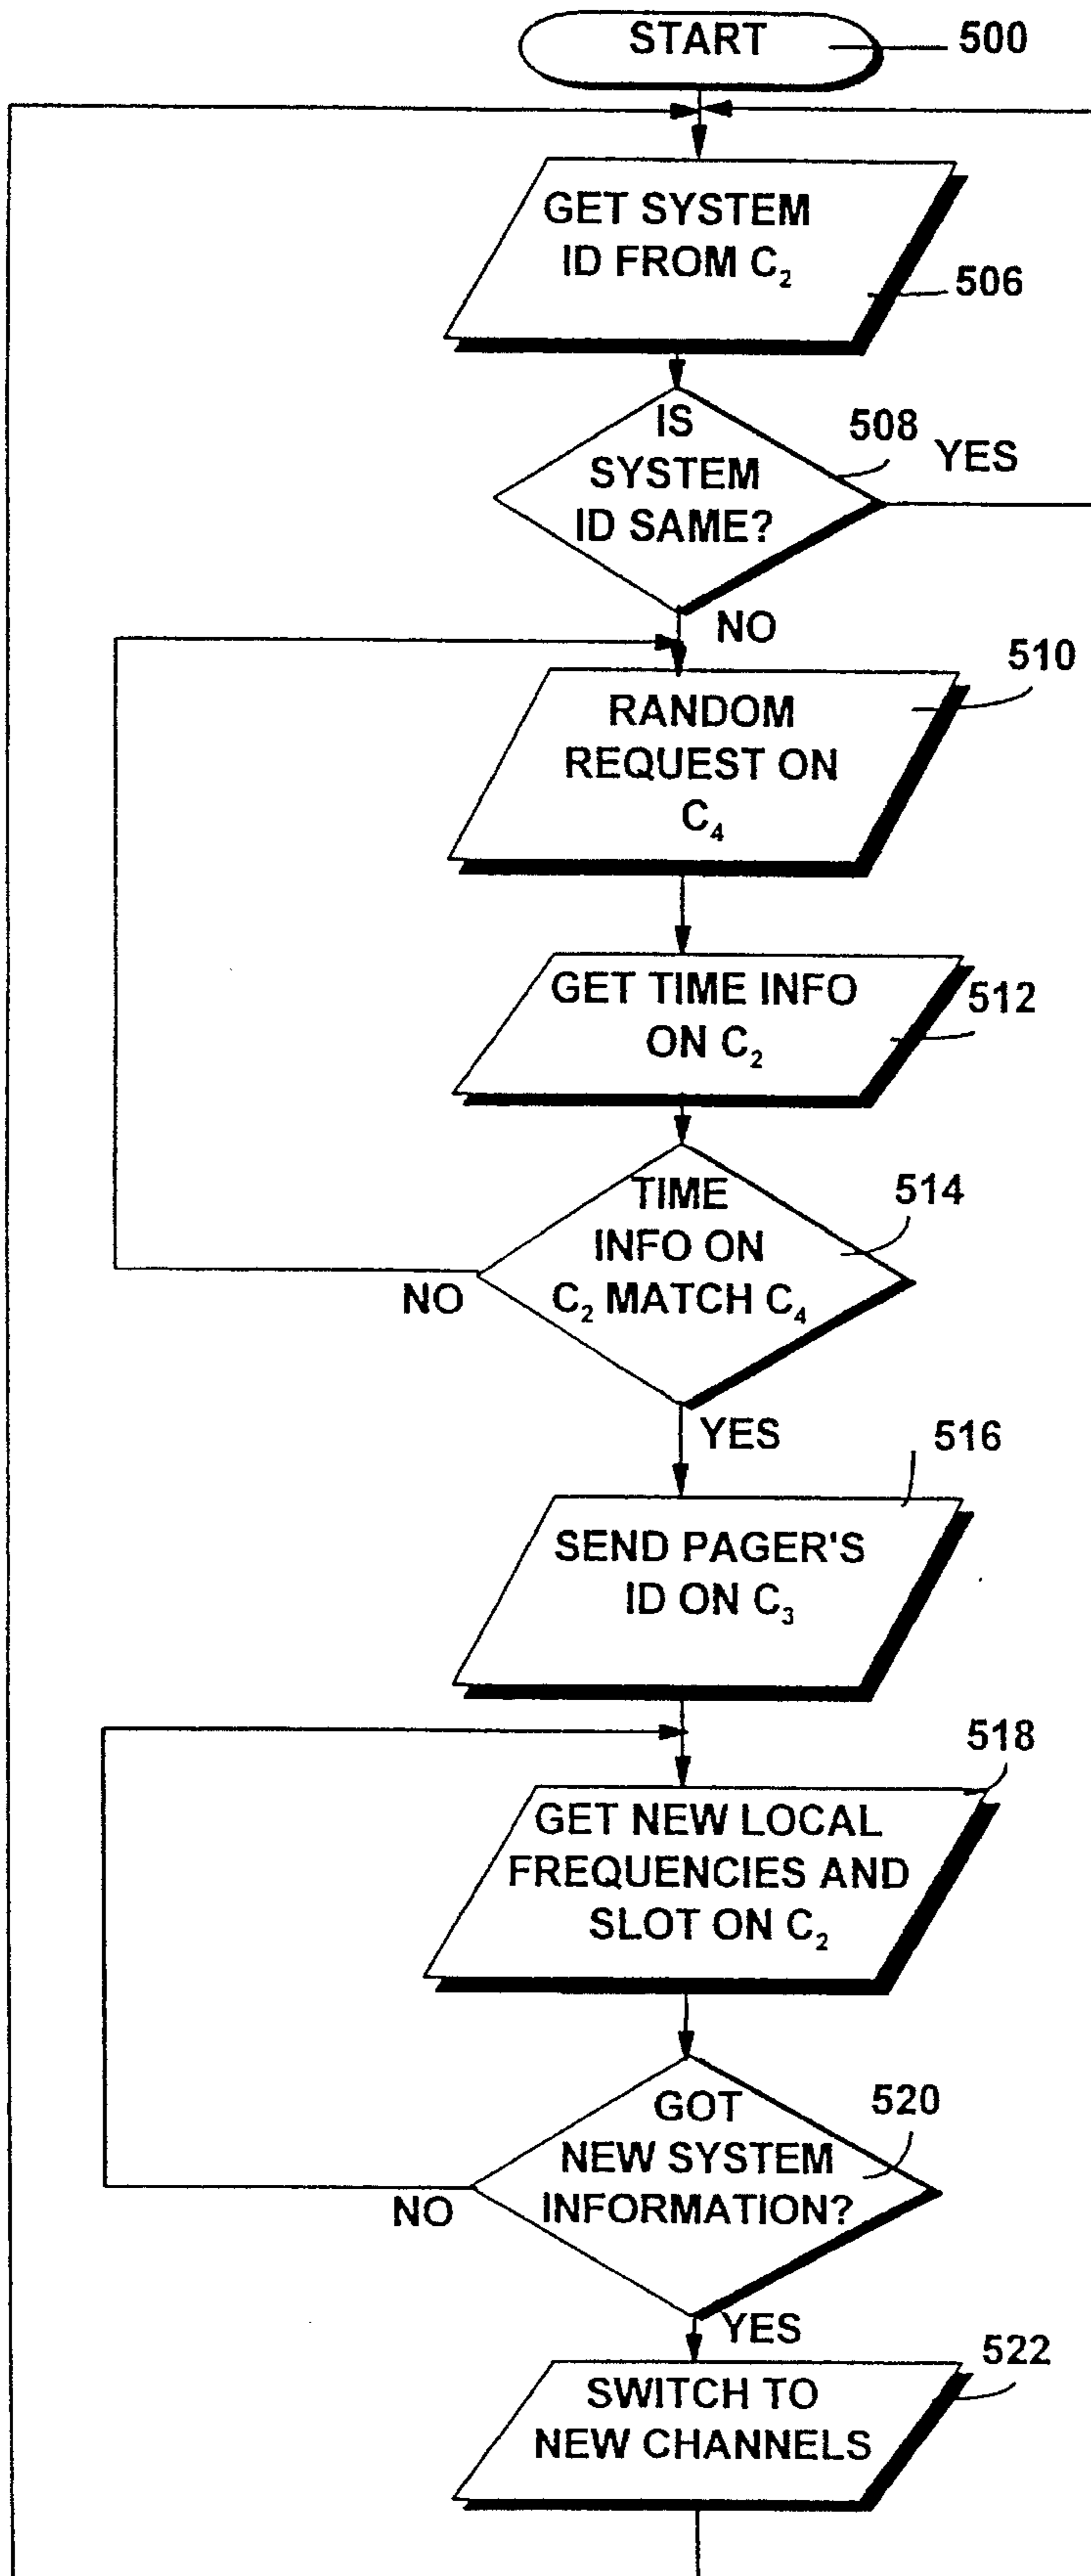 START
500
GET SYSTEM
ID FROM C₂
506
IS
SYSTEM
ID SAME?
508
YES
NO
510
RANDOM
REQUEST ON
C₄
GET TIME INFO
ON C₂
512
TIME
INFO ON
C₂ MATCH C₄
514
NO
YES
516
SEND PAGER'S
ID ON C₃
518
GET NEW LOCAL
FREQUENCIES AND
SLOT ON C₂
GOT
NEW SYSTEM
INFORMATION?
520
NO
YES
522
SWITCH TO
NEW CHANNELS